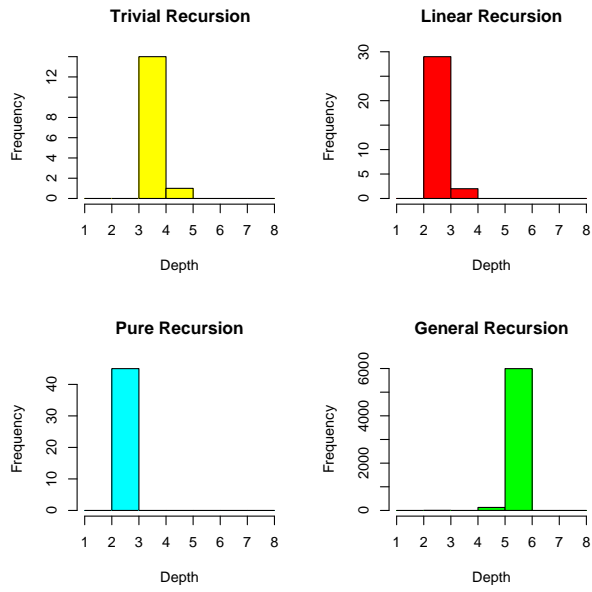 Trivial Recursion
Frequency
0 2 4 6 8 12
1 2 3 4 5 6 7 8
Depth
Linear Recursion
Frequency
0 5 10 20 30
1 2 3 4 5 6 7 8
Depth
Pure Recursion
Frequency
0 10 20 30 40
1 2 3 4 5 6 7 8
Depth
General Recursion
Frequency
0 2000 4000 6000
1 2 3 4 5 6 7 8
Depth